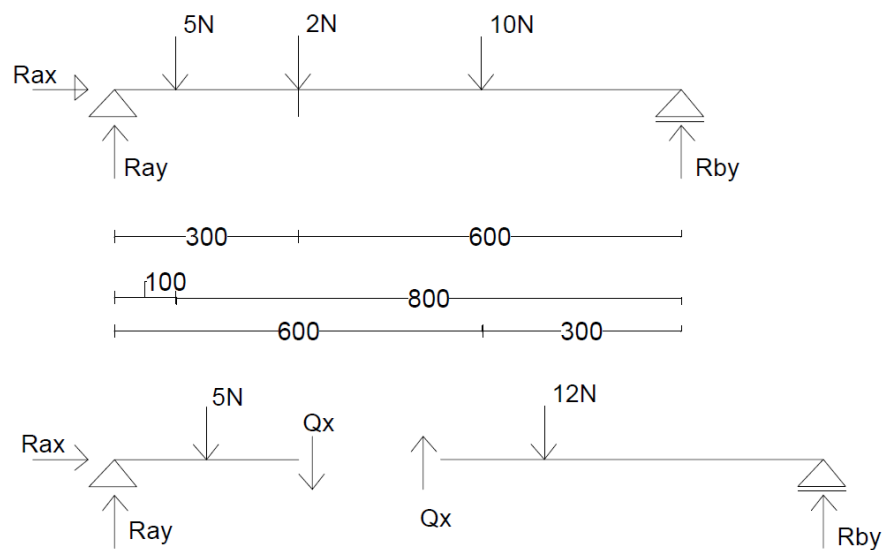 5N 2N 10N
Rax
Ray Rby
300 600
100 800
600 300
5N 12N
Qx
Rax
Qx
Ray Rby